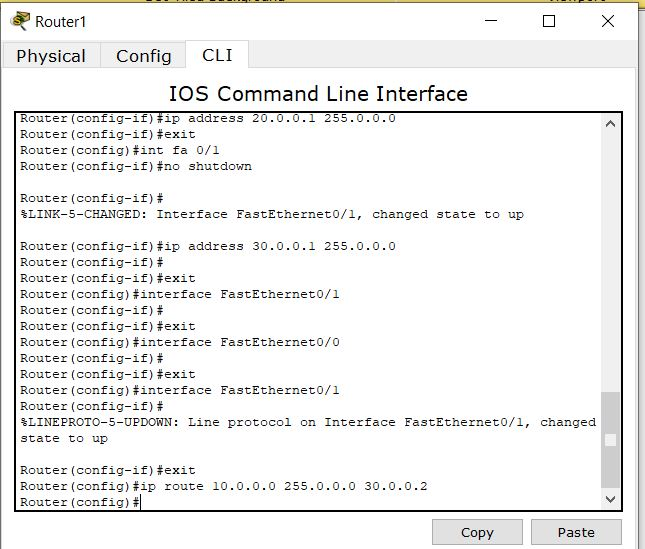 Router1
Physical Config CLI
IOS Command Line Interface
Router(config-if)#ip address 20.0.0.1 255.0.0.0
Router(config-if)#exit
Router(config)#int fa 0/1
Router(config-if)#no shutdown
Router(config-if)#
%LINK-5-CHANGED: Interface FastEthernet0/1, changed state to up
Router(config-if)#ip address 30.0.0.1 255.0.0.0
Router(config-if)#
Router(config-if)#exit
Router(config)#interface FastEthernet0/1
Router(config-if)#
Router(config-if)#exit
Router(config)#interface FastEthernet0/0
Router(config-if)#
Router(config-if)#exit
Router(config)#interface FastEthernet0/1
Router(config-if)#
%LINEPROTO-5-UPDOWN: Line protocol on Interface FastEthernet0/1, changed
state to up
Router(config-if)#exit
Router(config)#ip route 10.0.0.0 255.0.0.0 30.0.0.2
Router(config)#
Copy Paste